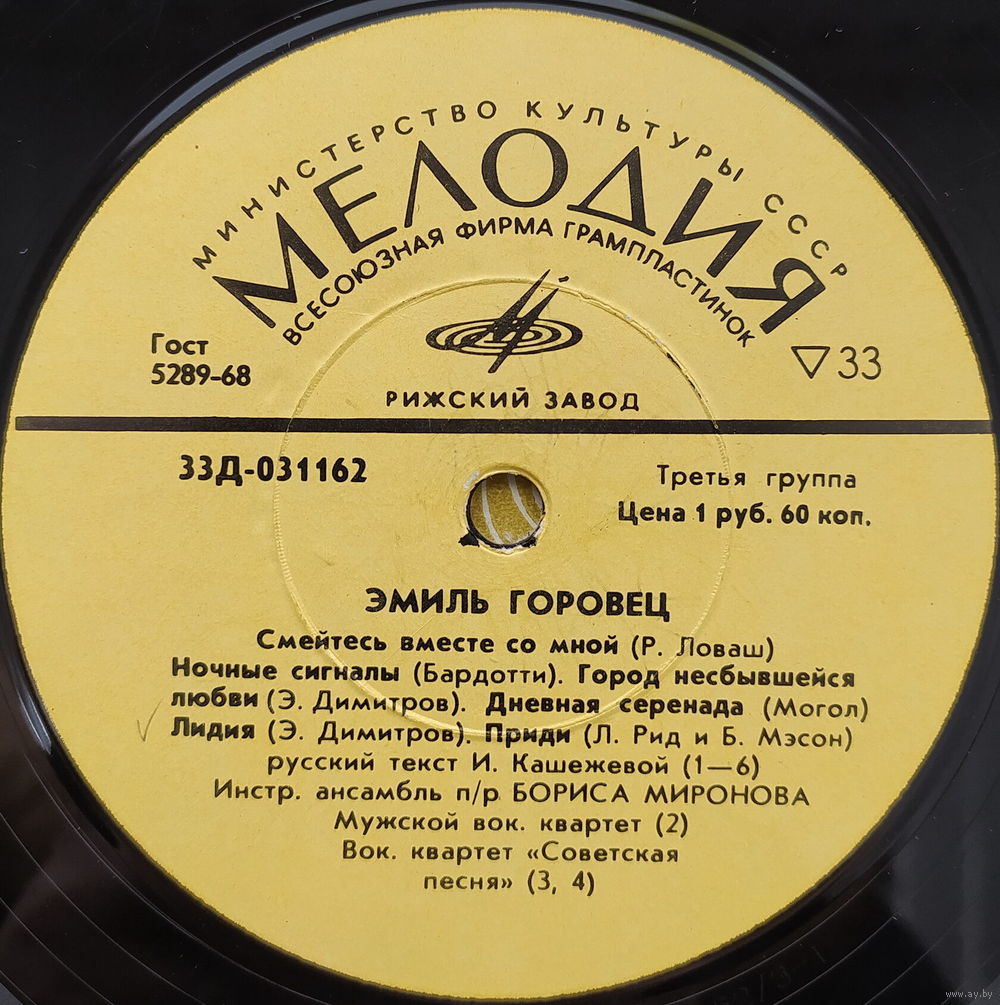 МИНИСТЕРСТВО КУЛЬТУРЫ СССР
МЕЛОДИЯ
ВСЕСОЮЗНАЯ ФИРМА ГРАМПЛАСТИНОК
Гост
5289-68
▽33
РИЖСКИЙ ЗАВОД
33Д-031162
Третья группа
Цена 1 руб. 60 коп.
ЭМИЛЬ ГОРОВЕЦ
Смейтесь вместе со мной (Р. Ловаш)
Ночные сигналы (Бардотти). Город несбывшейся
любви (Э. Димитров). Дневная серенада (Могол)
Лидия (Э. Димитров). Приди (Л. Рид и Б. Мэсон)
русский текст И. Кашежевой (1—6)
Инстр. ансамбль п/р БОРИСА МИРОНОВА
Мужской вок. квартет (2)
Вок. квартет «Советская
песня» (3, 4)
www.ay.by